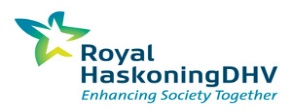 Royal
HaskoningDHV
Enhancing Society Together